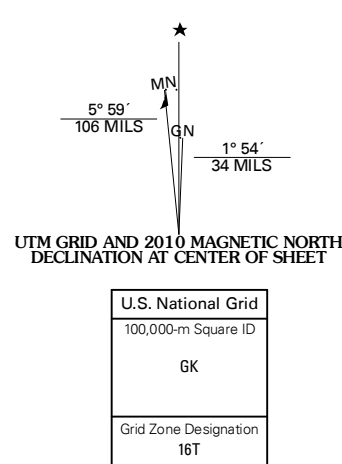 MN
5° 59´
106 MILS
GN
1° 54´
34 MILS
UTM GRID AND 2010 MAGNETIC NORTH
DECLINATION AT CENTER OF SHEET
U.S. National Grid
100,000-m Square ID
GK
Grid Zone Designation
16T